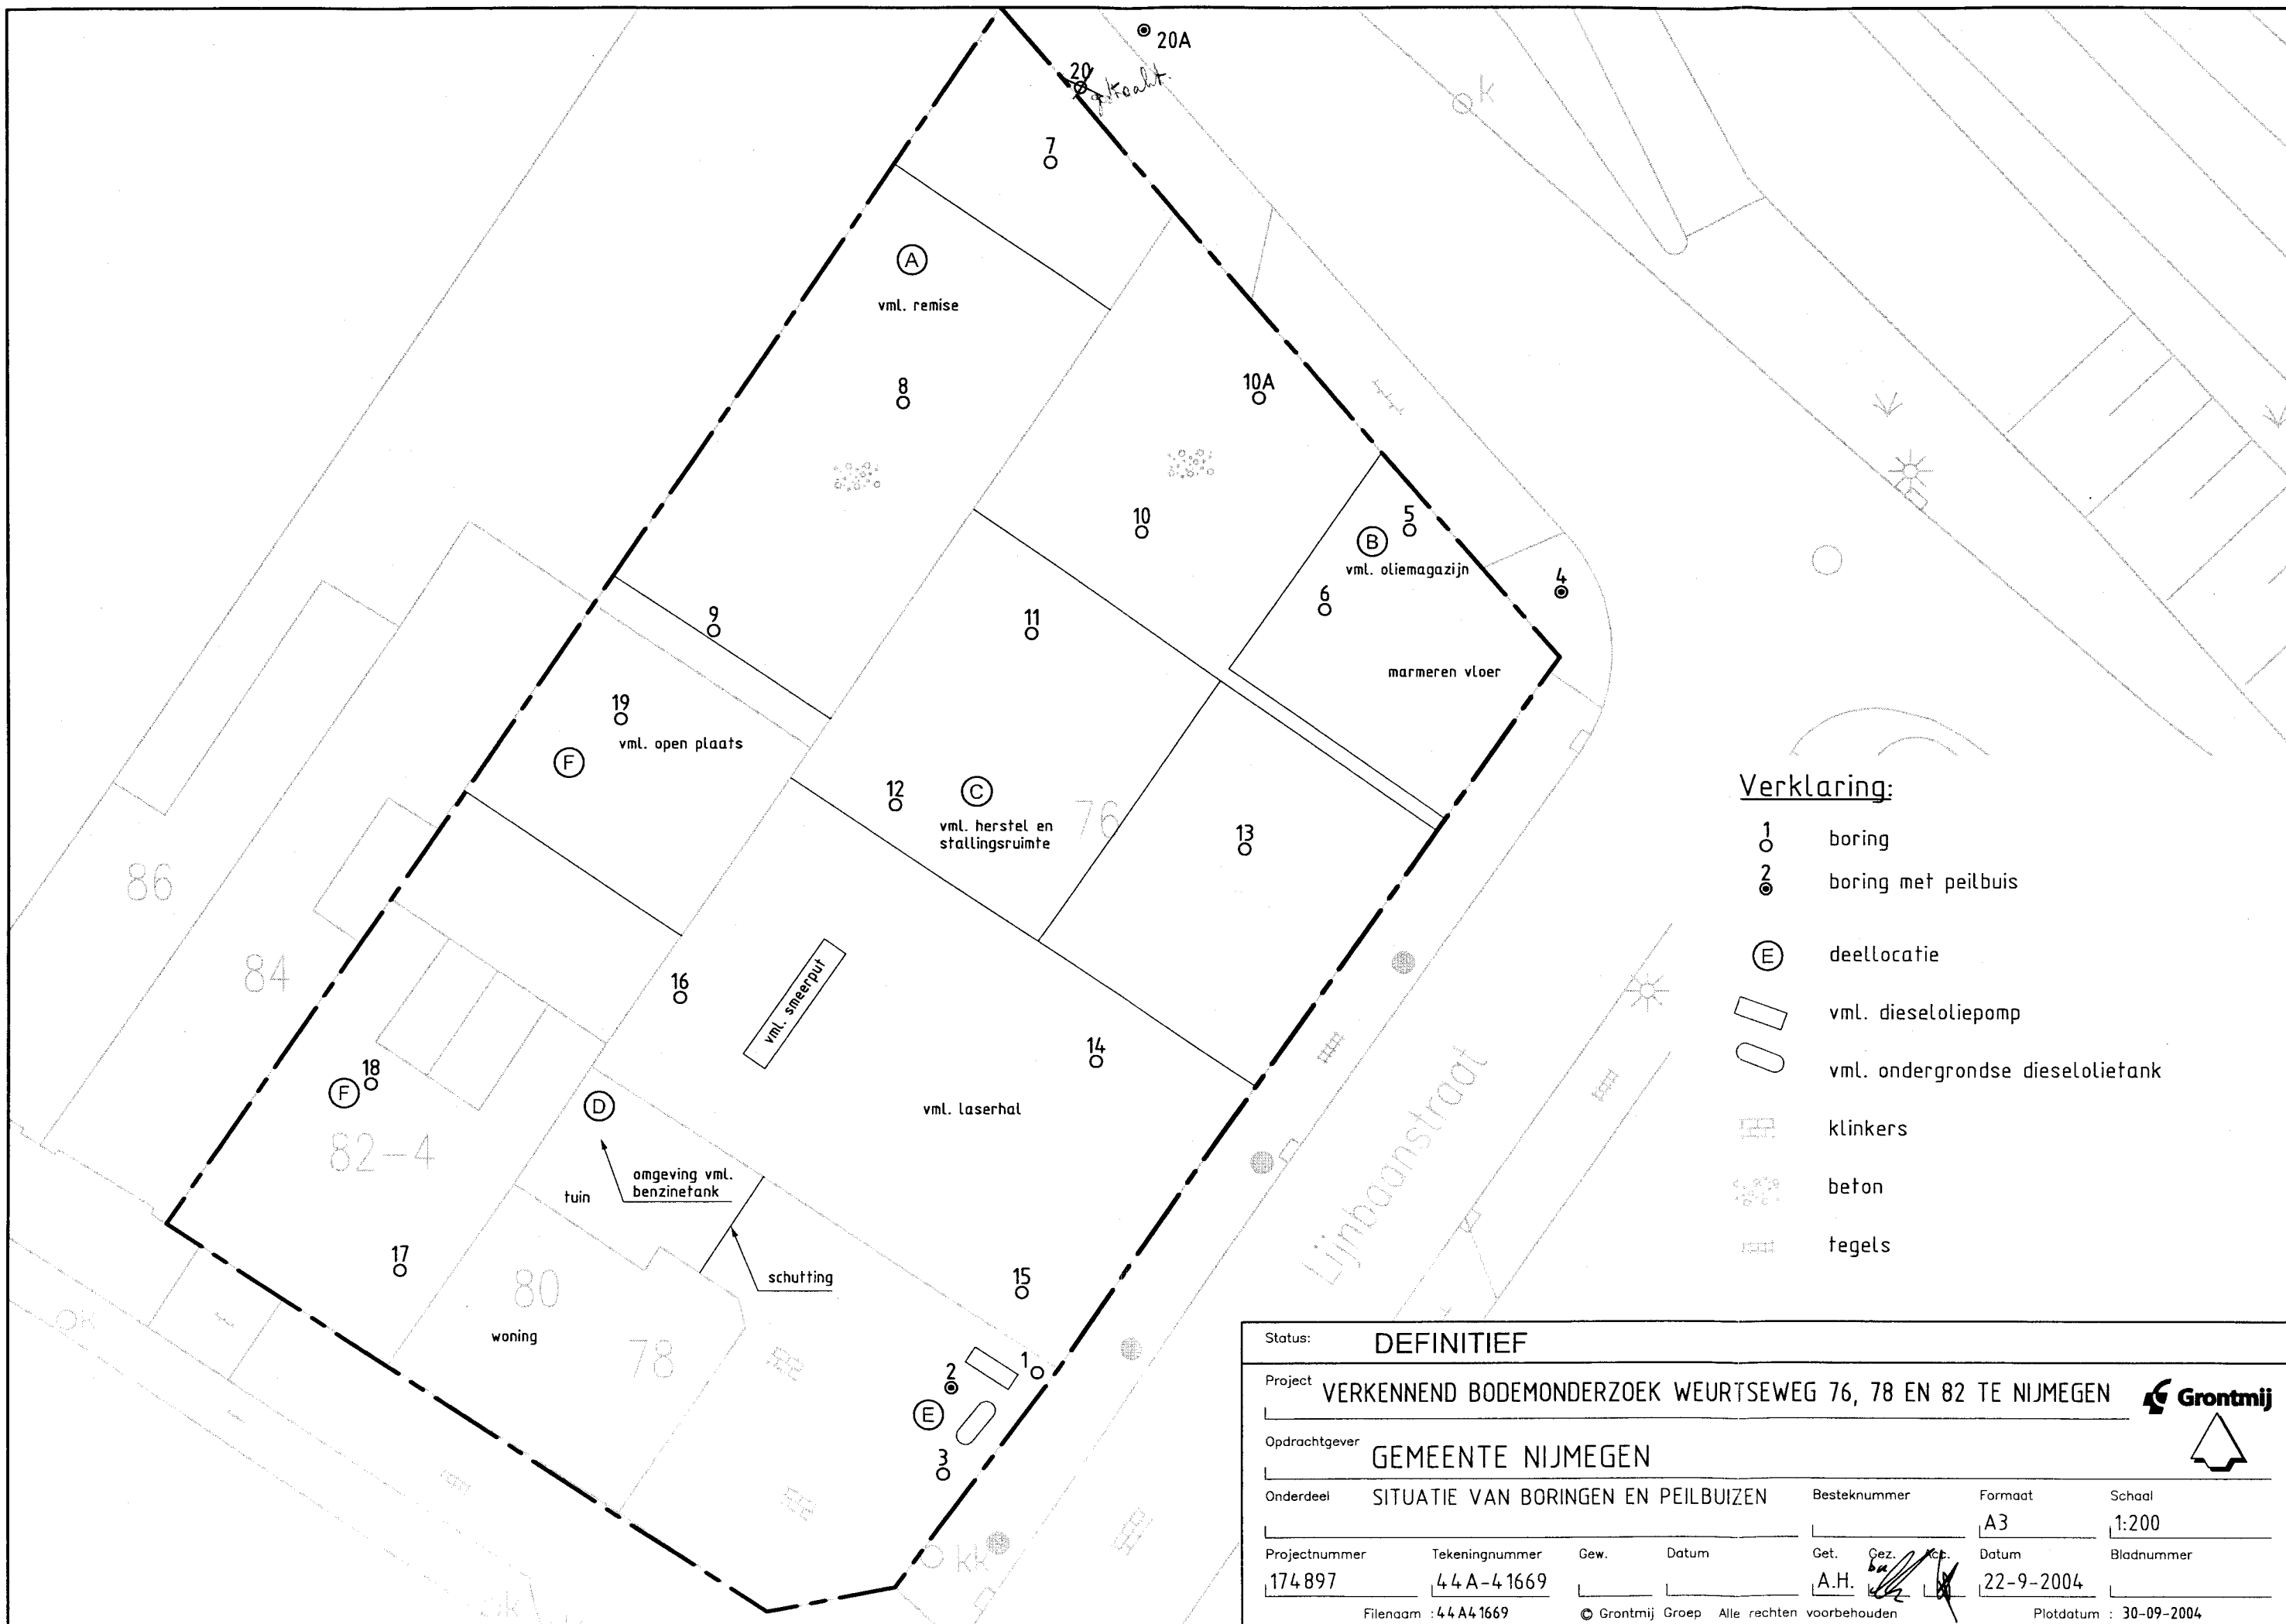 20A
20
7
A
vml. remise
8
10A
10
5
B
vml. oliemagazijn
4
6
9
11
marmeren vloer
19
vml. open plaats
F
12
C
76
vml. herstel en
stallingsruimte
13
86
84
16
vml. smeerput
14
18
F
D
82-4
vml. laserhal
omgeving vml.
benzinetank
tuin
17
80
schutting
15
woning
78
1
2
E
3
Lijnbaanstraat
k
Ok
kk
Verklaring:
1 boring
2 boring met peilbuis
E deellocatie
vml. dieseloliepomp
vml. ondergrondse dieselolietank
klinkers
beton
tegels
Status: DEFINITIEF
Project VERKENNEND BODEMONDERZOEK WEURTSEWEG 76, 78 EN 82 TE NIJMEGEN
Grontmij
Opdrachtgever GEMEENTE NIJMEGEN
Onderdeel SITUATIE VAN BORINGEN EN PEILBUIZEN Besteknummer Formaat Schaal
A3 1:200
Projectnummer Tekeningnummer Gew. Datum Get. Gez. Acc. Datum Bladnummer
174897 44A-41669 A.H. 22-9-2004
Filenaam :44A41669 © Grontmij Groep Alle rechten voorbehouden Plotdatum : 30-09-2004